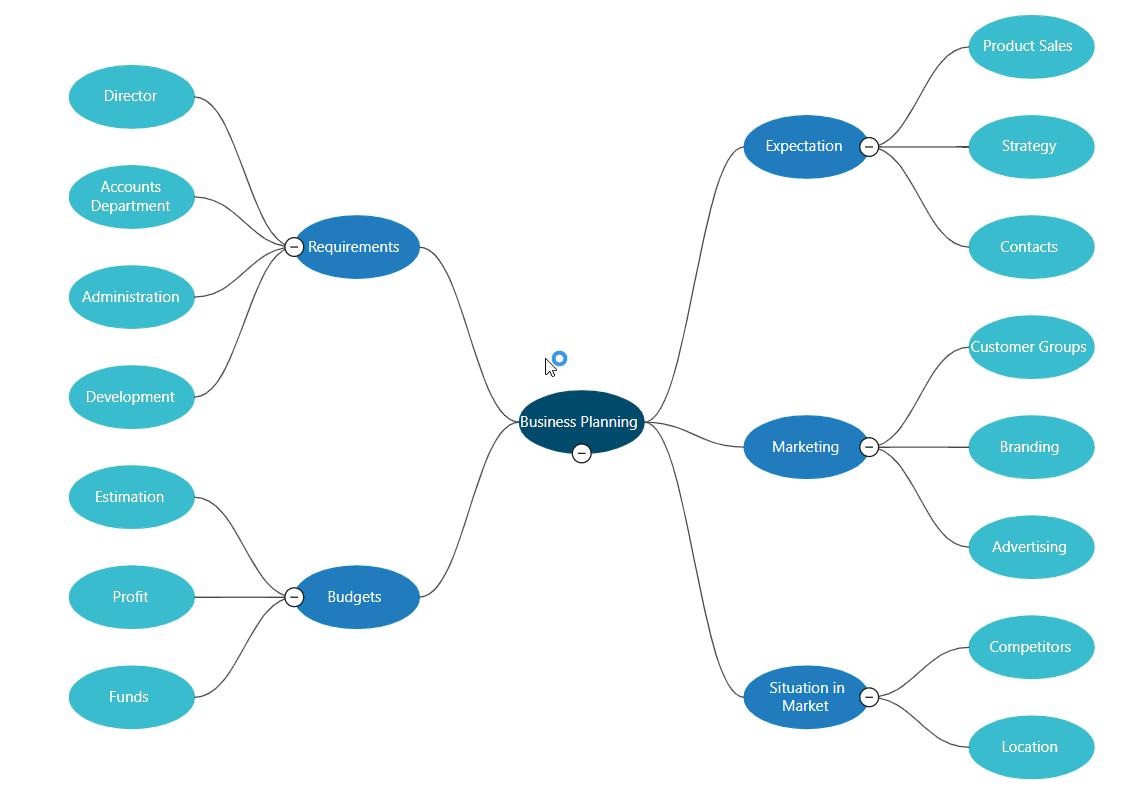 Product Sales
Director
Expectation
Strategy
Accounts
Department
Requirements
Contacts
Administration
Customer Groups
Development
Business Planning
Marketing
Branding
Estimation
Advertising
Profit
Budgets
Competitors
Funds
Situation in
Market
Location